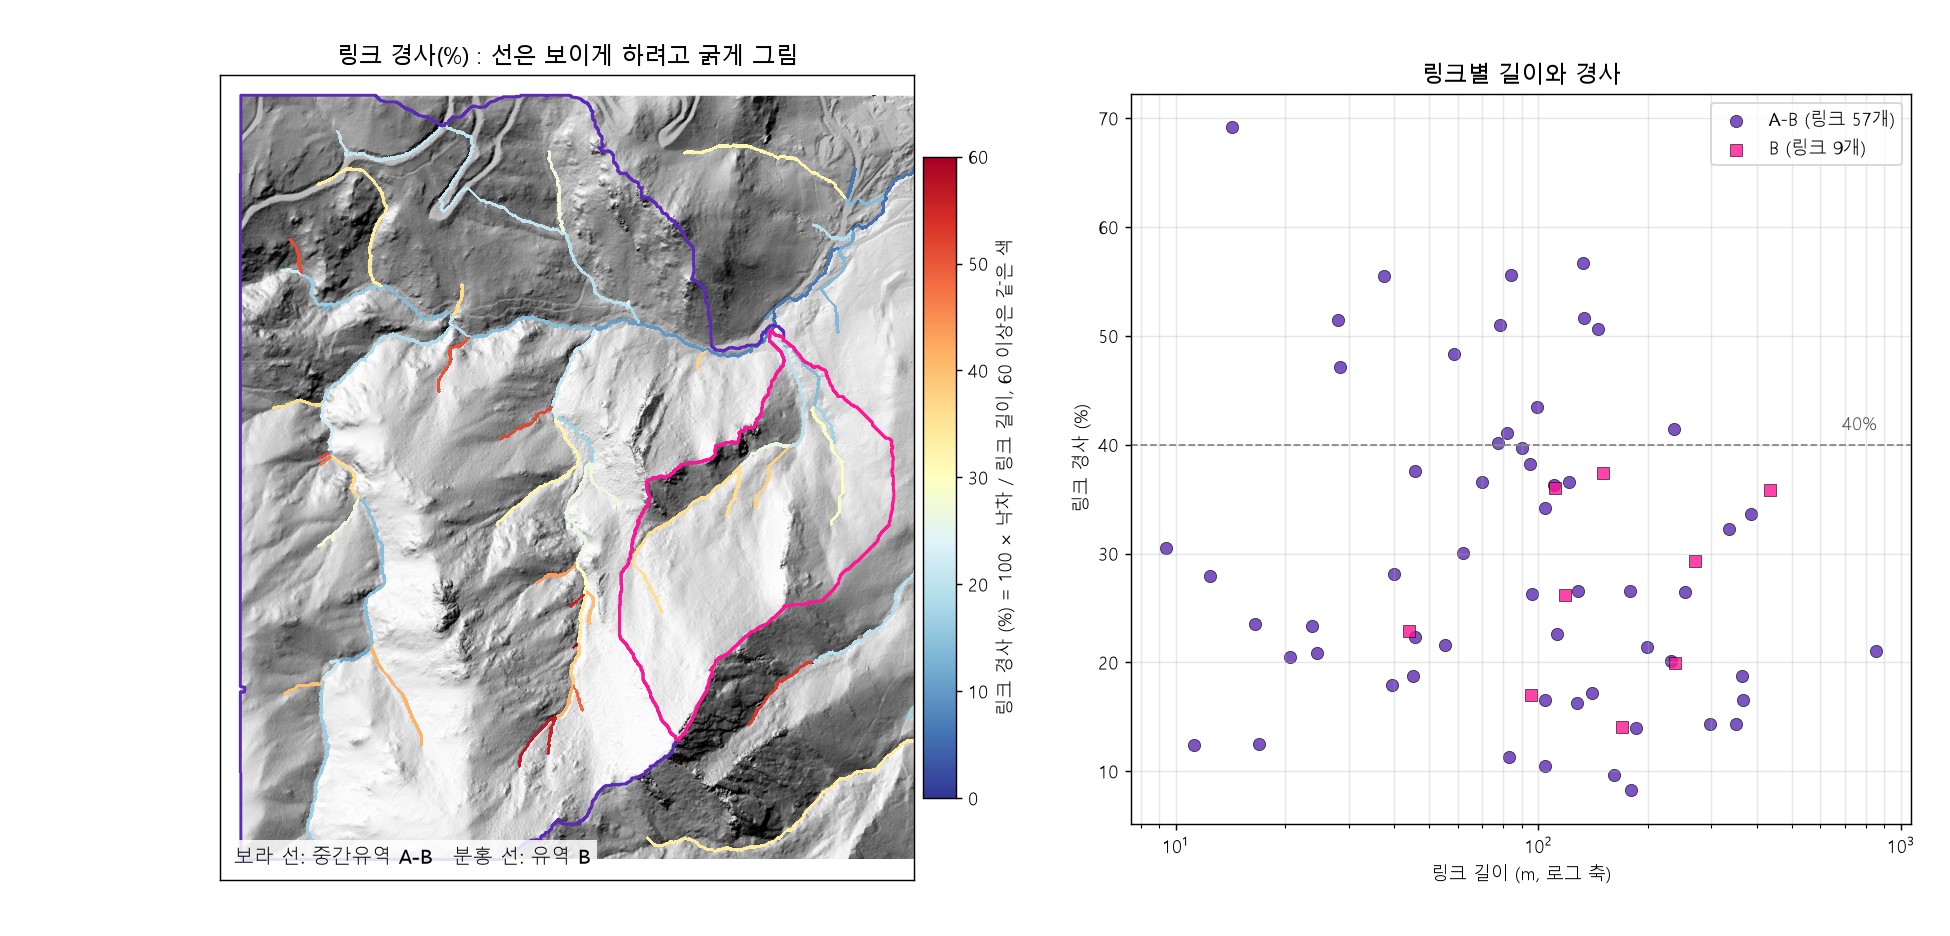 링크 경사(%) : 선은 보이게 하려고 굵게 그림
60
50
40
30
20
10
0
링크 경사 (%) = 100 × 낙차 / 링크 길이, 60 이상은 같은 색
보라 선: 중간유역 A-B 분홍 선: 유역 B
링크별 길이와 경사
A-B (링크 57개)
B (링크 9개)
40%
70
60
50
40
30
20
10
링크 경사 (%)
10¹ 10² 10³
링크 길이 (m, 로그 축)